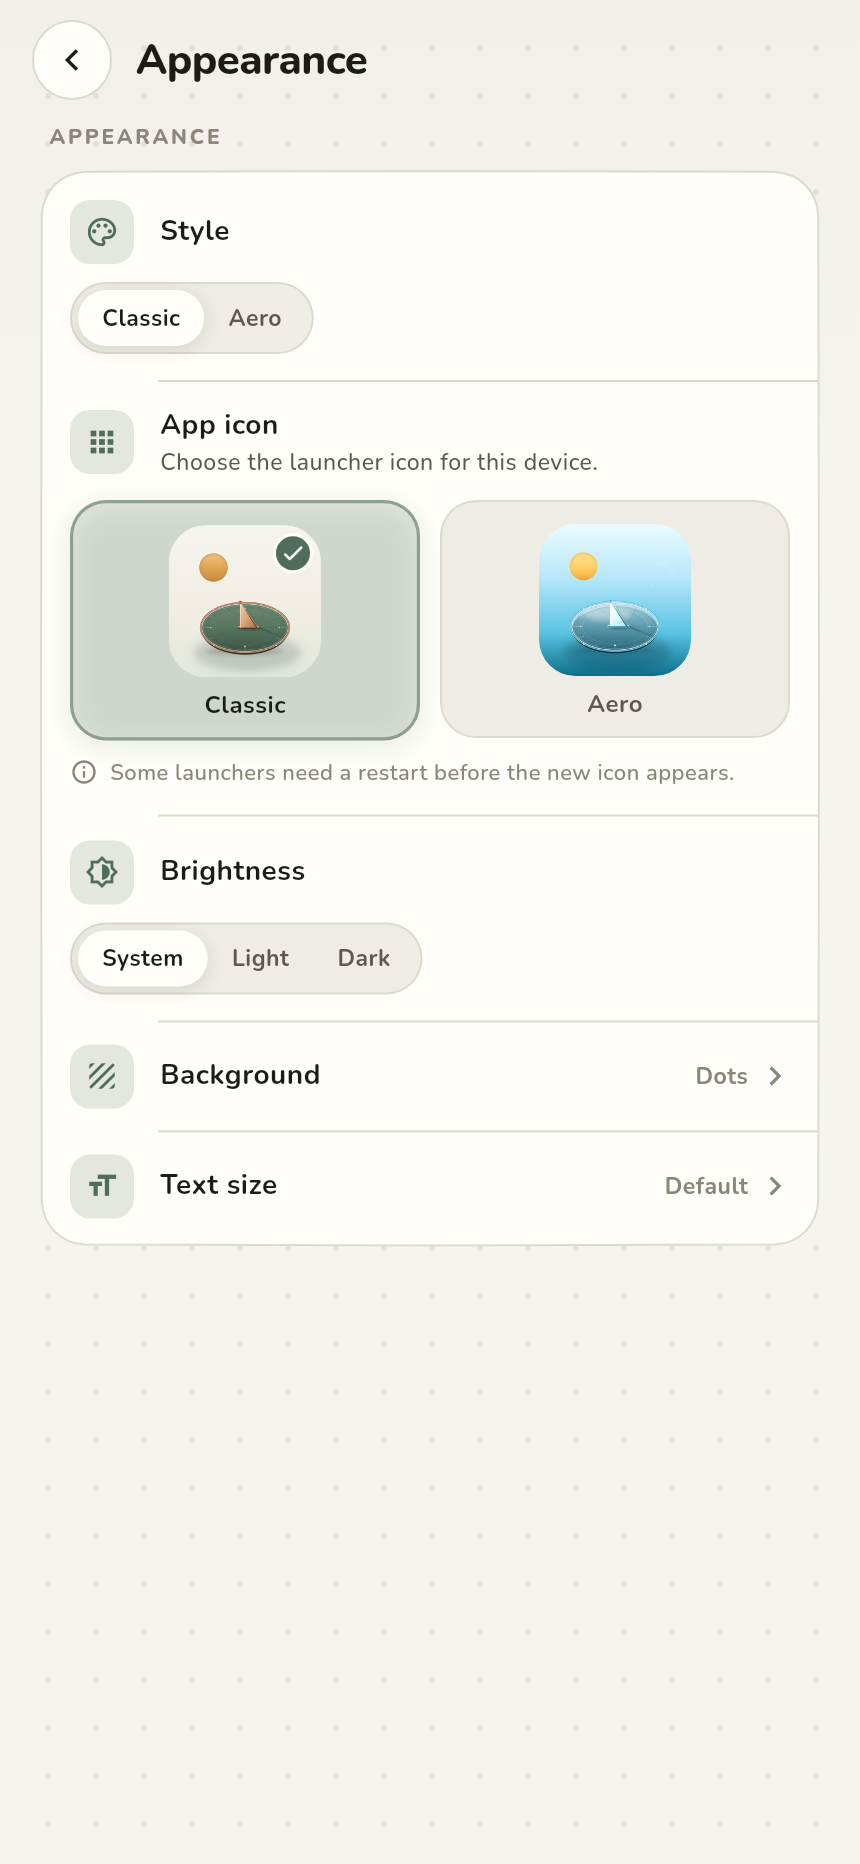 Appearance
APPEARANCE
Style
Classic Aero
App icon
Choose the launcher icon for this device.
Classic Aero
Some launchers need a restart before the new icon appears.
Brightness
System Light Dark
Background Dots
Text size Default